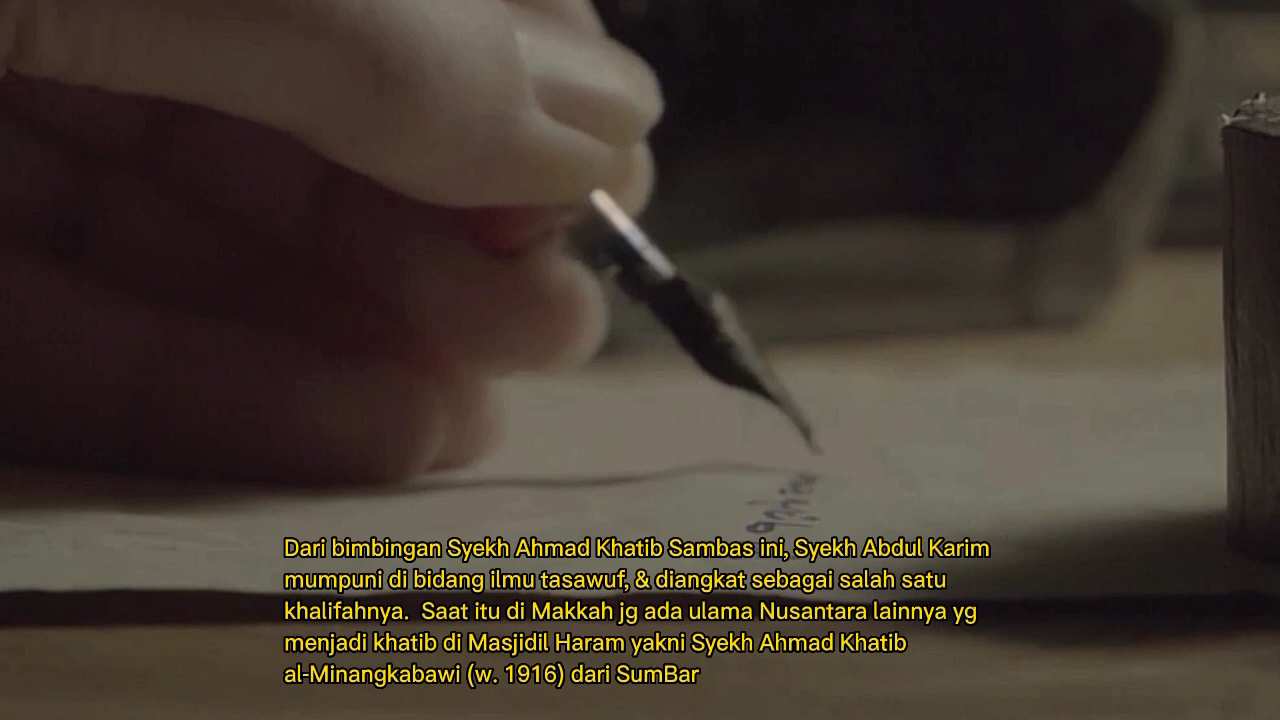 Dari bimbingan Syekh Ahmad Khatib Sambas ini, Syekh Abdul Karim
mumpuni di bidang ilmu tasawuf, & diangkat sebagai salah satu
khalifahnya.  Saat itu di Makkah jg ada ulama Nusantara lainnya yg
menjadi khatib di Masjidil Haram yakni Syekh Ahmad Khatib
al-Minangkabawi (w. 1916) dari SumBar